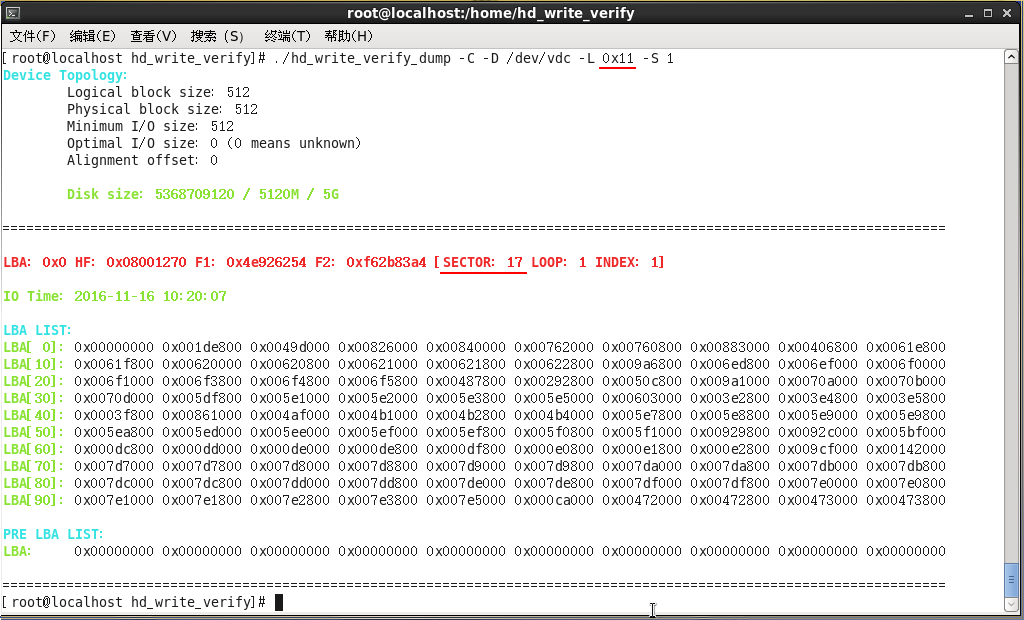 root@localhost:/home/hd_write_verify
文件(F) 编辑(E) 查看(V) 搜索 (S) 终端(T) 帮助(H)
[root@localhost hd_write_verify]# ./hd_write_verify_dump -C -D /dev/vdc -L 0x11 -S 1
Device Topology:
Logical block size: 512
Physical block size: 512
Minimum I/O size: 512
Optimal I/O size: 0 (0 means unknown)
Alignment offset: 0
Disk size: 5368709120 / 5120M / 5G
======================================================================================================================
LBA: 0x0 HF: 0x08001270 F1: 0x4e926254 F2: 0xf62b83a4 [SECTOR: 17 LOOP: 1 INDEX: 1]
IO Time: 2016-11-16 10:20:07
LBA LIST:
LBA[ 0]: 0x00000000 0x001de800 0x0049d000 0x00826000 0x00840000 0x00762000 0x00760800 0x00883000 0x00406800 0x0061e800
LBA[10]: 0x0061f800 0x00620000 0x00620800 0x00621000 0x00621800 0x00622800 0x009a6800 0x006ed800 0x006ef000 0x006f0000
LBA[20]: 0x006f1000 0x006f3800 0x006f4800 0x006f5800 0x00487800 0x00292800 0x0050c800 0x009a1000 0x0070a000 0x0070b000
LBA[30]: 0x0070d000 0x005df800 0x005e1000 0x005e2000 0x005e3800 0x005e5000 0x00603000 0x003e2800 0x003e4800 0x003e5800
LBA[40]: 0x0003f800 0x00861000 0x004af000 0x004b1000 0x004b2800 0x004b4000 0x005e7800 0x005e8800 0x005e9000 0x005e9800
LBA[50]: 0x005ea800 0x005ed000 0x005ee000 0x005ef000 0x005ef800 0x005f0800 0x005f1000 0x00929800 0x0092c000 0x005bf000
LBA[60]: 0x000dc800 0x000dd000 0x000de000 0x000de800 0x000df800 0x000e0800 0x000e1800 0x000e2800 0x009cf000 0x00142000
LBA[70]: 0x007d7000 0x007d7800 0x007d8000 0x007d8800 0x007d9000 0x007d9800 0x007da000 0x007da800 0x007db000 0x007db800
LBA[80]: 0x007dc000 0x007dc800 0x007dd000 0x007dd800 0x007de000 0x007de800 0x007df000 0x007df800 0x007e0000 0x007e0800
LBA[90]: 0x007e1000 0x007e1800 0x007e2800 0x007e3800 0x007e5000 0x000ca000 0x00472000 0x00472800 0x00473000 0x00473800
PRE LBA LIST:
LBA: 0x00000000 0x00000000 0x00000000 0x00000000 0x00000000 0x00000000 0x00000000 0x00000000 0x00000000 0x00000000
======================================================================================================================
[root@localhost hd_write_verify]#